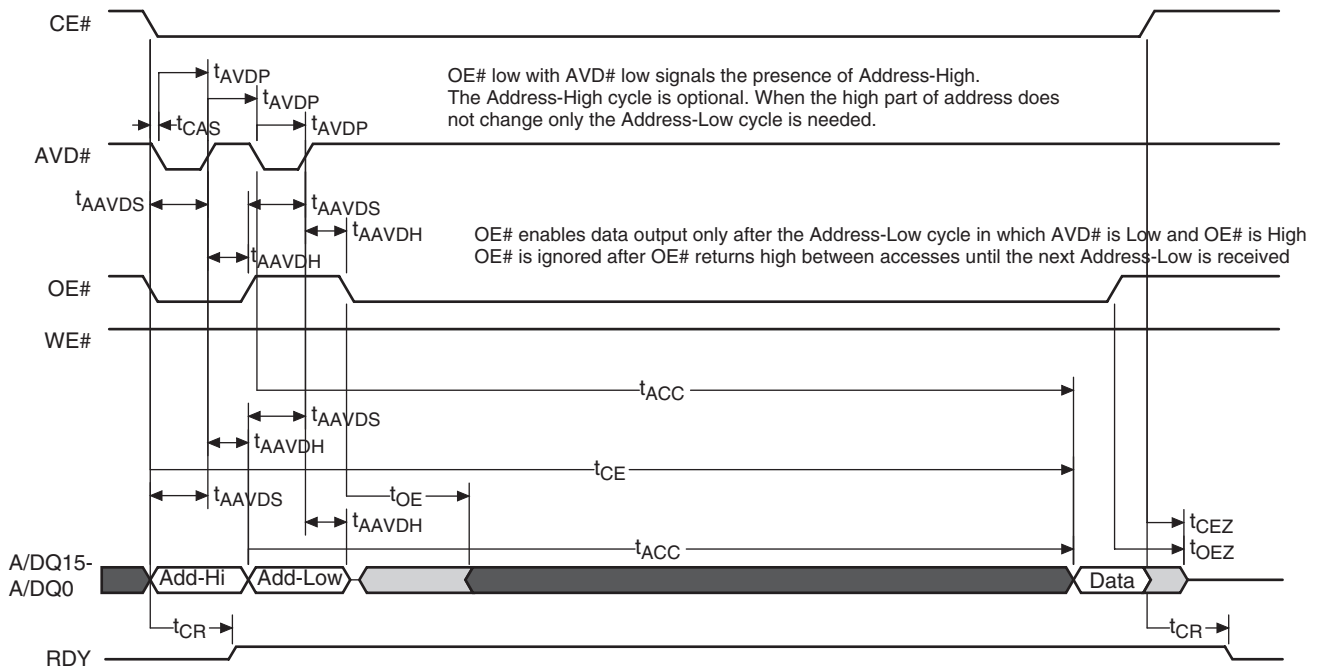 CE#
tAVDP
OE# low with AVD# low signals the presence of Address-High.
tAVDP
The Address-High cycle is optional. When the high part of address does
tCAS
tAVDP
not change only the Address-Low cycle is needed.
AVD#
tAAVDS
tAAVDS
tAAVDH
OE# enables data output only after the Address-Low cycle in which AVD# is Low and OE# is High
tAAVDH
OE# is ignored after OE# returns high between accesses until the next Address-Low is received
OE#
WE#
tACC
tAAVDS
tAAVDH
tCE
tAAVDS
tOE
tAAVDH
tCEZ
tACC
tOEZ
A/DQ15-
A/DQ0
Add-Hi
Add-Low
Data
tCR
tCR
RDY